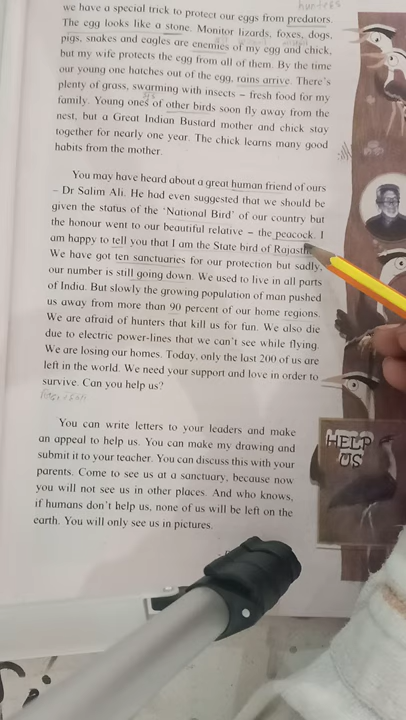 hunters
we have a special trick to protect our eggs from predators.
The egg looks like a stone. Monitor lizards, foxes, dogs,
pigs, snakes and eagles are enemies of my egg and chick,
but my wife protects the egg from all of them. By the time
our young one hatches out of the egg, rains arrive. There's
plenty of grass, swarming with insects – fresh food for my
family. Young ones of other birds soon fly away from the
nest, but a Great Indian Bustard mother and chick stay
together for nearly one year. The chick learns many good
habits from the mother.
You may have heard about a great human friend of ours
– Dr Salim Ali. He had even suggested that we should be
given the status of the 'National Bird' of our country but
the honour went to our beautiful relative – the peacock. I
am happy to tell you that I am the State bird of
We have got ten sanctuaries for our protection but sadly,
our number is still going down. We used to live in all parts
of India. But slowly the growing population of man pushed
us away from more than 90 percent of our home regions.
We are afraid of hunters that kill us for fun. We also die
due to electric power-lines that we can't see while flying.
We are losing our homes. Today, only the last 200 of us are
left in the world. We need your support and love in order to
survive. Can you help us?
You can write letters to your leaders and make
an appeal to help us. You can make my drawing and
submit it to your teacher. You can discuss this with your
parents. Come to see us at a sanctuary, because now
you will not see us in other places. And who knows,
if humans don't help us, none of us will be left on the
earth. You will only see us in pictures.
HELP
US